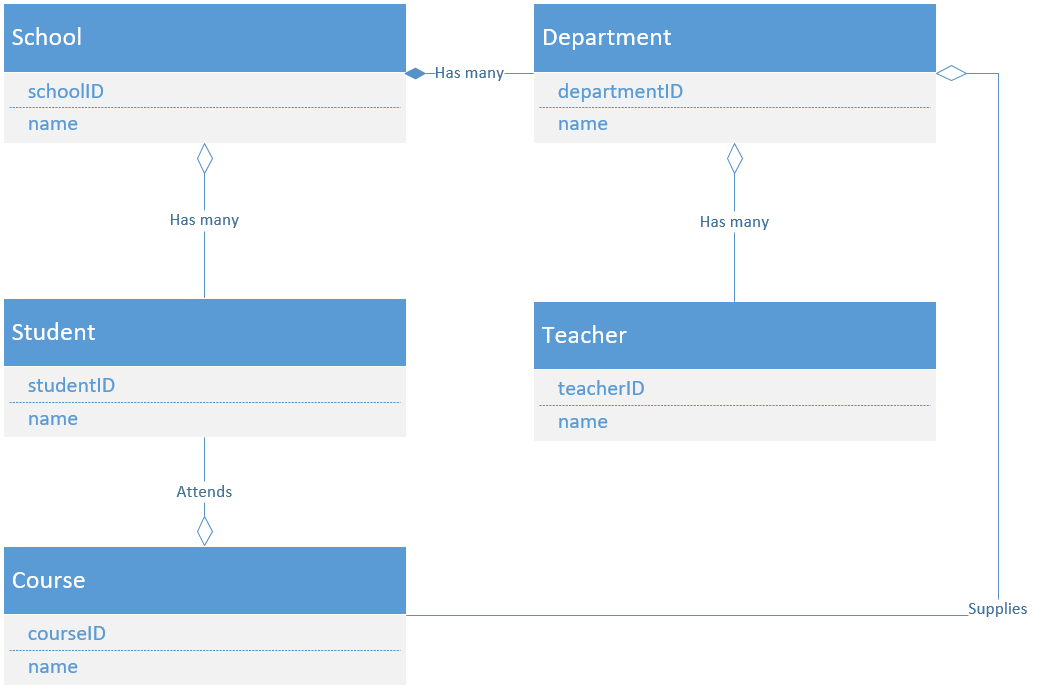 School
schoolID
name
Has many
Department
departmentID
name
Has many
Has many
Student
studentID
name
Teacher
teacherID
name
Attends
Course
courseID
name
Supplies